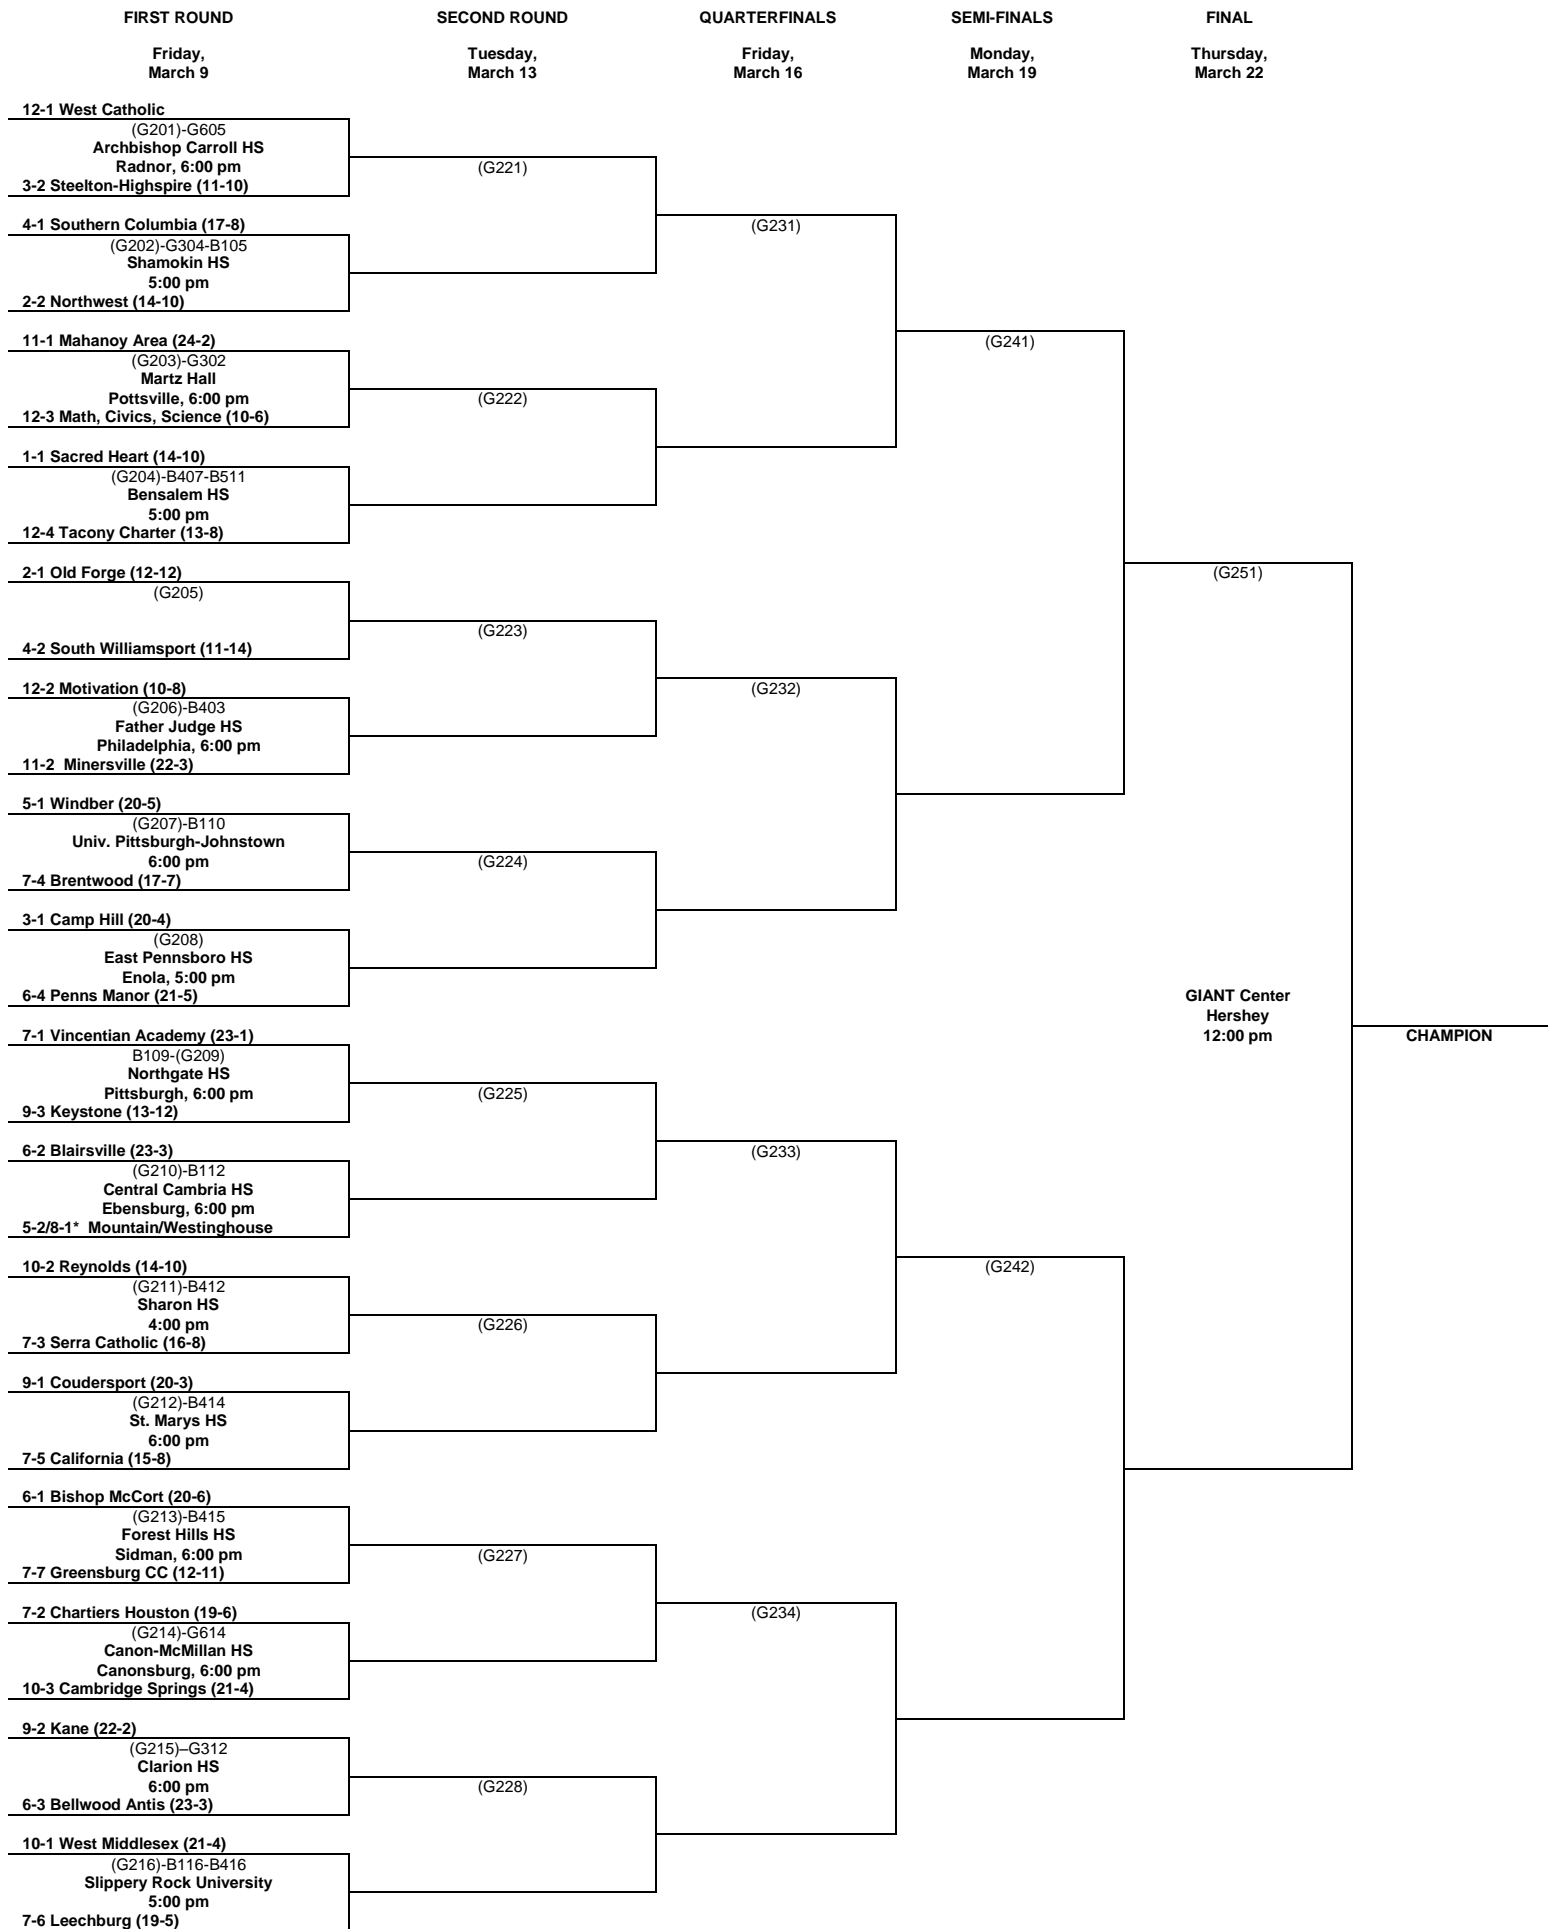 FIRST ROUND
SECOND ROUND
QUARTERFINALS
SEMI-FINALS
FINAL
Friday,
March 9
Tuesday,
March 13
Friday,
March 16
Monday,
March 19
Thursday,
March 22
12-1 West Catholic
(G201)-G605
Archbishop Carroll HS
Radnor, 6:00 pm
3-2 Steelton-Highspire (11-10)
4-1 Southern Columbia (17-8)
(G202)-G304-B105
Shamokin HS
5:00 pm
2-2 Northwest (14-10)
11-1 Mahanoy Area (24-2)
(G203)-G302
Martz Hall
Pottsville, 6:00 pm
12-3 Math, Civics, Science (10-6)
1-1 Sacred Heart (14-10)
(G204)-B407-B511
Bensalem HS
5:00 pm
12-4 Tacony Charter (13-8)
2-1 Old Forge (12-12)
(G205)
4-2 South Williamsport (11-14)
12-2 Motivation (10-8)
(G206)-B403
Father Judge HS
Philadelphia, 6:00 pm
11-2  Minersville (22-3)
5-1 Windber (20-5)
(G207)-B110
Univ. Pittsburgh-Johnstown
6:00 pm
7-4 Brentwood (17-7)
3-1 Camp Hill (20-4)
(G208)
East Pennsboro HS
Enola, 5:00 pm
6-4 Penns Manor (21-5)
7-1 Vincentian Academy (23-1)
B109-(G209)
Northgate HS
Pittsburgh, 6:00 pm
9-3 Keystone (13-12)
6-2 Blairsville (23-3)
(G210)-B112
Central Cambria HS
Ebensburg, 6:00 pm
5-2/8-1*  Mountain/Westinghouse
10-2 Reynolds (14-10)
(G211)-B412
Sharon HS
4:00 pm
7-3 Serra Catholic (16-8)
9-1 Coudersport (20-3)
(G212)-B414
St. Marys HS
6:00 pm
7-5 California (15-8)
6-1 Bishop McCort (20-6)
(G213)-B415
Forest Hills HS
Sidman, 6:00 pm
7-7 Greensburg CC (12-11)
7-2 Chartiers Houston (19-6)
(G214)-G614
Canon-McMillan HS
Canonsburg, 6:00 pm
10-3 Cambridge Springs (21-4)
9-2 Kane (22-2)
(G215)–G312
Clarion HS
6:00 pm
6-3 Bellwood Antis (23-3)
10-1 West Middlesex (21-4)
(G216)-B116-B416
Slippery Rock University
5:00 pm
7-6 Leechburg (19-5)
(G221)
(G222)
(G223)
(G224)
(G225)
(G226)
(G227)
(G228)
(G231)
(G232)
(G233)
(G234)
(G241)
(G242)
(G251)
GIANT Center
Hershey
12:00 pm
CHAMPION